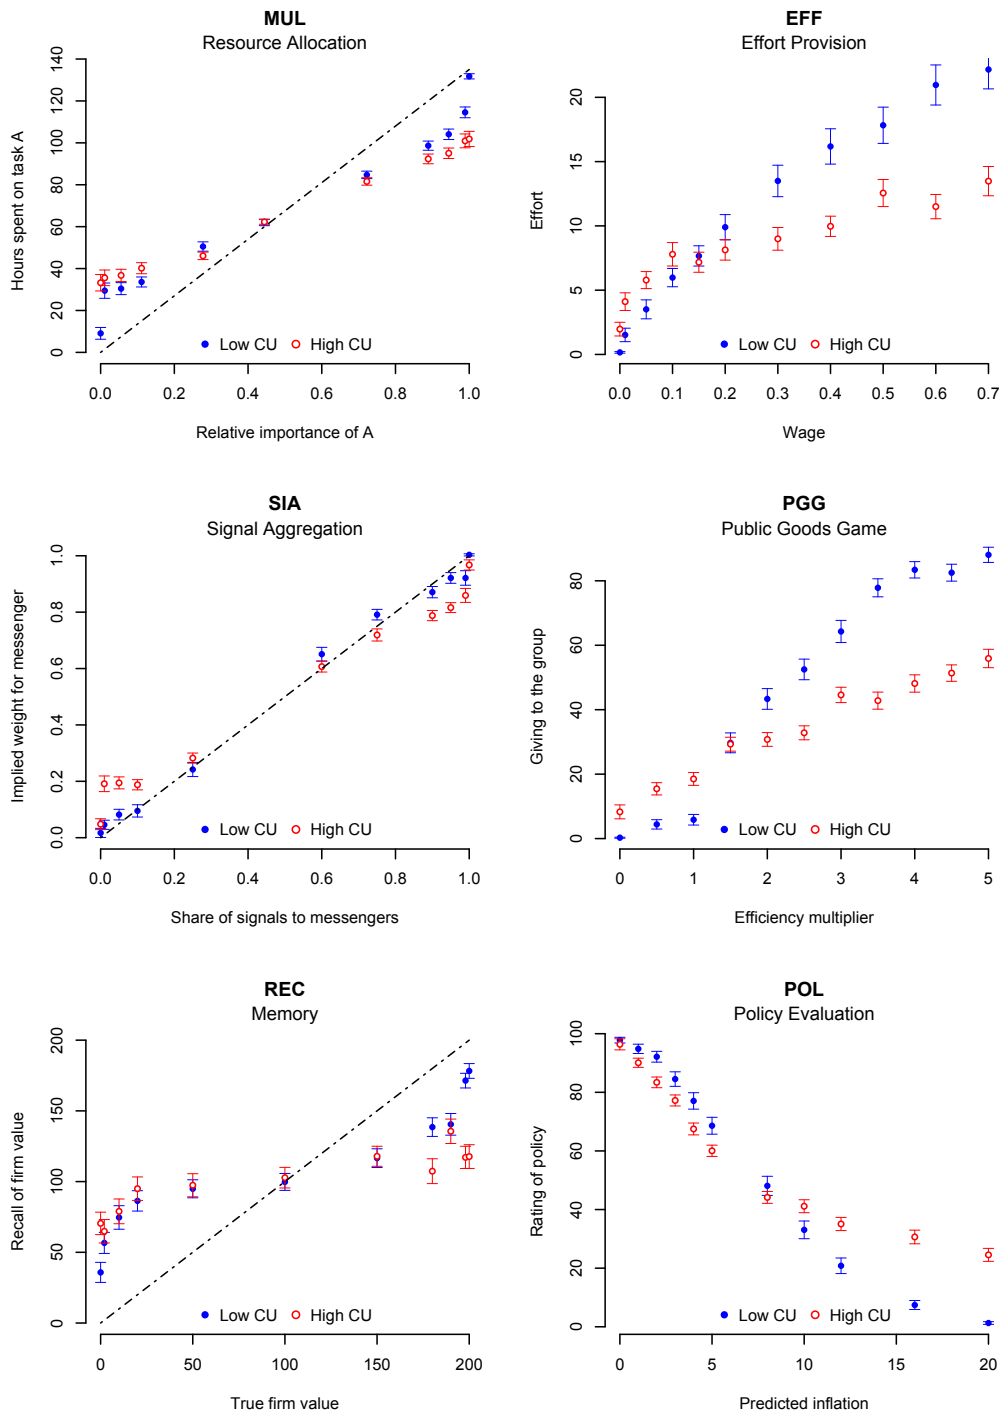 MUL
Resource Allocation
Hours spent on task A
0 20 40 60 80 100 120 140
Low CU High CU
0.0 0.2 0.4 0.6 0.8 1.0
Relative importance of A
EFF
Effort Provision
Effort
0 5 10 15 20
Low CU High CU
0.0 0.1 0.2 0.3 0.4 0.5 0.6 0.7
Wage
SIA
Signal Aggregation
Implied weight for messenger
0.0 0.2 0.4 0.6 0.8 1.0
Low CU High CU
0.0 0.2 0.4 0.6 0.8 1.0
Share of signals to messengers
PGG
Public Goods Game
Giving to the group
0 20 40 60 80
Low CU High CU
0 1 2 3 4 5
Efficiency multiplier
REC
Memory
Recall of firm value
0 50 100 150 200
Low CU High CU
0 50 100 150 200
True firm value
POL
Policy Evaluation
Rating of policy
0 20 40 60 80 100
Low CU High CU
0 5 10 15 20
Predicted inflation